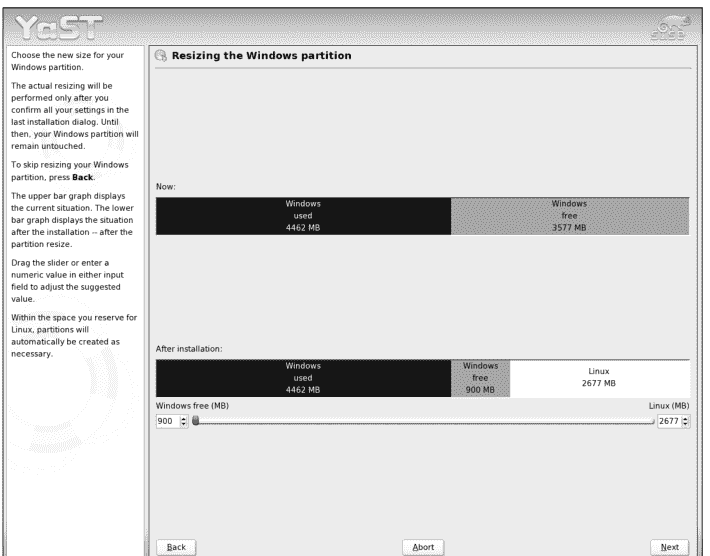 YaST
SUSE
Choose the new size for your
Windows partition.
The actual resizing will be
performed only after you
confirm all your settings in the
last installation dialog. Until
then, your Windows partition will
remain untouched.
To skip resizing your Windows
partition, press Back.
The upper bar graph displays
the current situation. The lower
bar graph displays the situation
after the installation -- after the
partition resize.
Drag the slider or enter a
numeric value in either input
field to adjust the suggested
value.
Within the space you reserve for
Linux, partitions will
automatically be created as
necessary.
Resizing the Windows partition
Now:
Windows
used
4462 MB
Windows
free
3577 MB
After installation:
Windows
used
4462 MB
Windows
free
900 MB
Linux
2677 MB
Windows free (MB)
Linux (MB)
900
2677
Back
Abort
Next